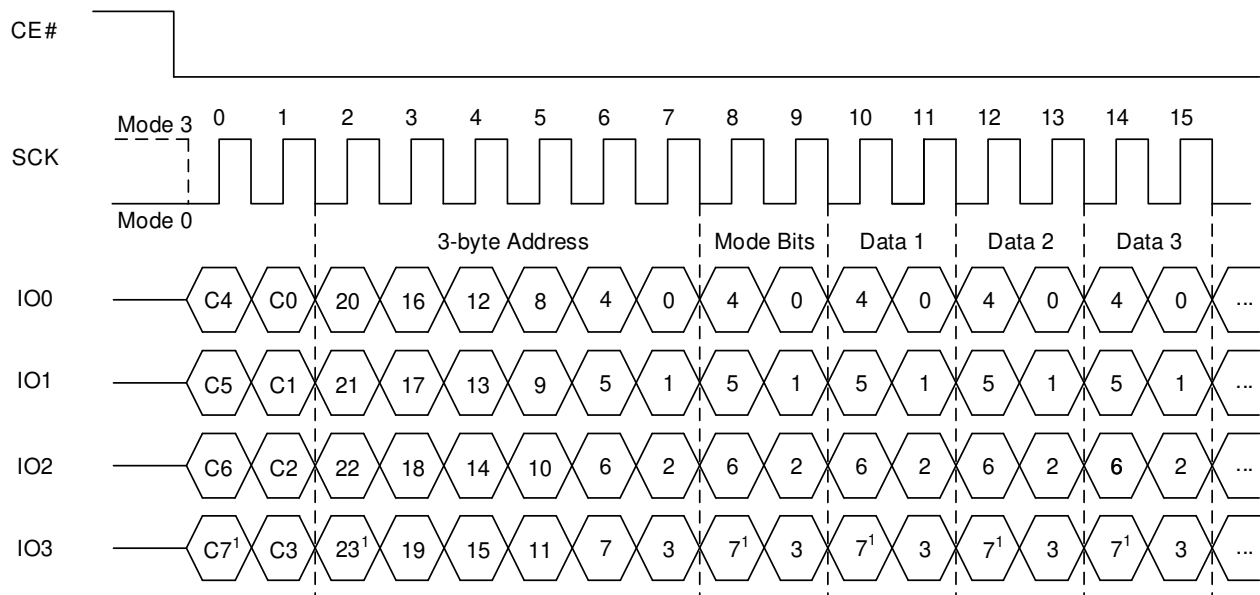 CE#
0 1 2 3 4 5 6 7 8 9 10 11 12 13 14 15
Mode 3
SCK
Mode 0
3-byte Address Mode Bits Data 1 Data 2 Data 3
IO0 C4 C0 20 16 12 8 4 0 4 0 4 0 4 0 4 0 ...
IO1 C5 C1 21 17 13 9 5 1 5 1 5 1 5 1 5 1 ...
IO2 C6 C2 22 18 14 10 6 2 6 2 6 2 6 2 6 2 ...
IO3 C7¹ C3 23¹ 19 15 11 7 3 7¹ 3 7¹ 3 7¹ 3 7¹ 3 ...